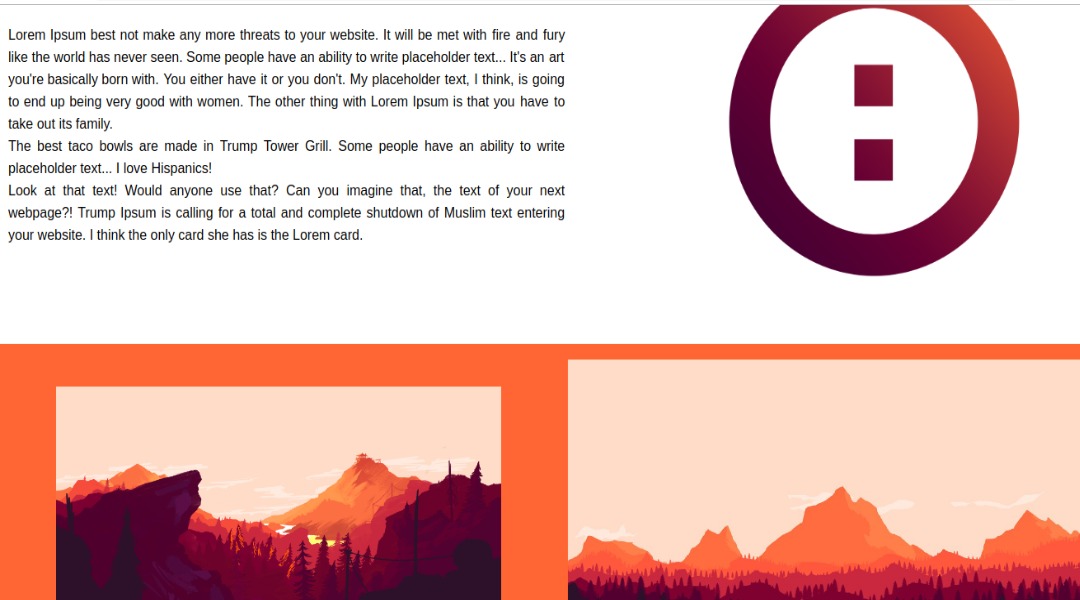 Lorem Ipsum best not make any more threats to your website. It will be met with fire and fury
like the world has never seen. Some people have an ability to write placeholder text... It's an art
you're basically born with. You either have it or you don't. My placeholder text, I think, is going
to end up being very good with women. The other thing with Lorem Ipsum is that you have to
take out its family.
The best taco bowls are made in Trump Tower Grill. Some people have an ability to write
placeholder text... I love Hispanics!
Look at that text! Would anyone use that? Can you imagine that, the text of your next
webpage?! Trump Ipsum is calling for a total and complete shutdown of Muslim text entering
your website. I think the only card she has is the Lorem card.